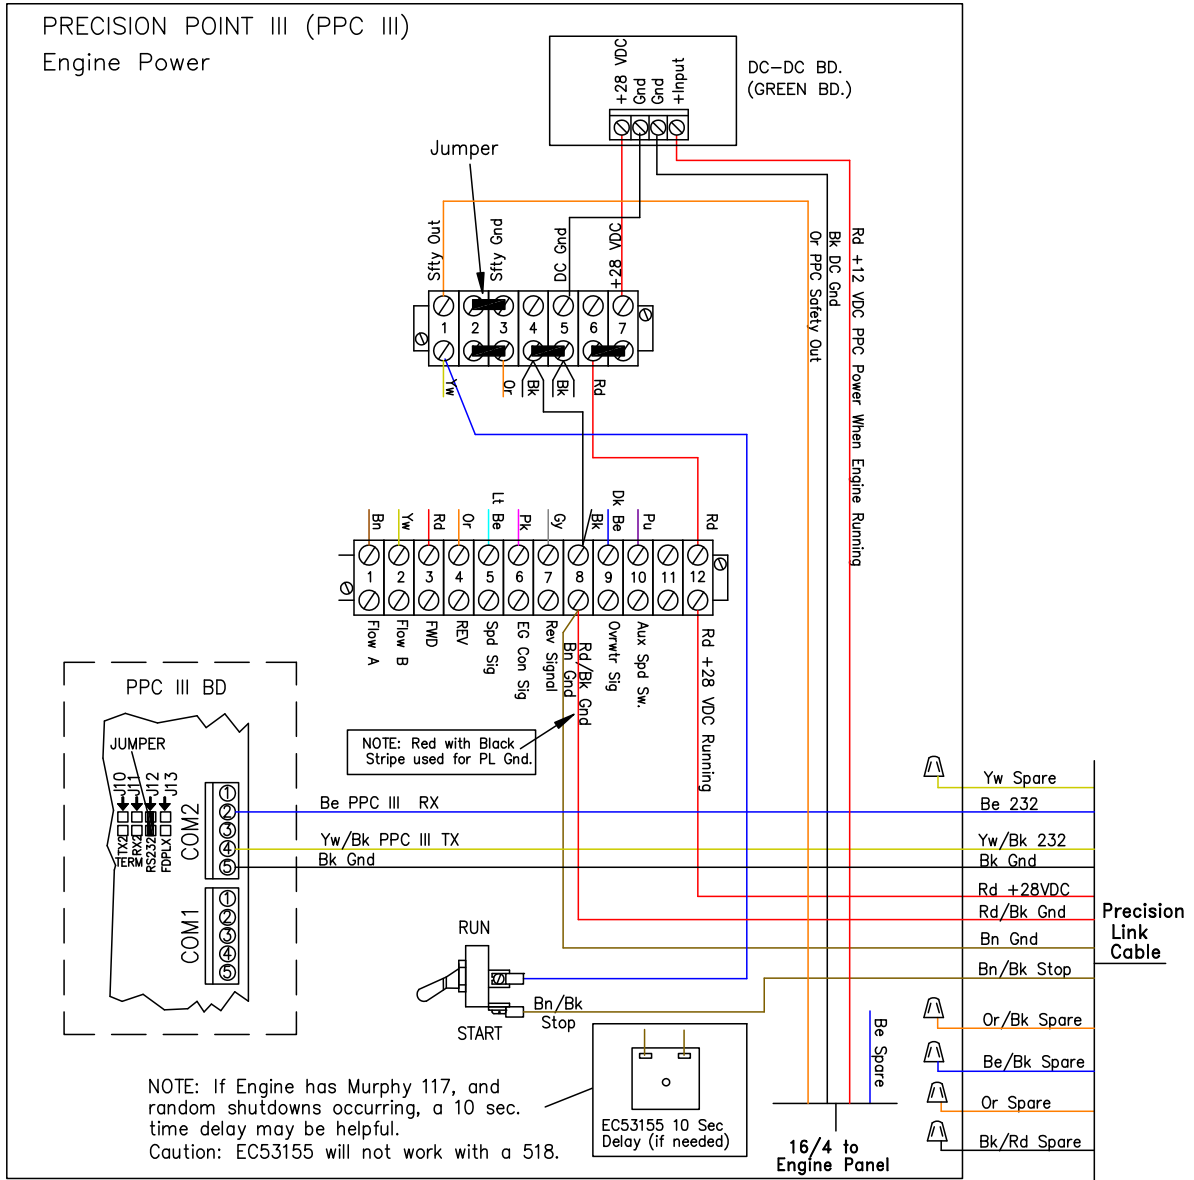 PRECISION POINT III (PPC III)
Engine Power
DC-DC BD.
(GREEN BD.)
+28 VDC
Gnd
Gnd
+Input
Jumper
Sfty Out
Sfty Gnd
DC Gnd
+28 VDC
1
2
3
4
5
6
7
Yw
Or
Bk
Bk
Rd
Or PPC Safety Out
Bk DC Gnd
Rd +12 VDC PPC Power When Engine Running
Bn
Yw
Rd
Or
Lt Be
Pk
Gy
Bk
Dk Be
Pu
Rd
1
2
3
4
5
6
7
8
9
10
11
12
Flow A
Flow B
FWD
REV
Spd Sig
EG Con Sig
Rev Signal
Bn Gnd
Rd/Bk Gnd
Ovrwtr Sig
Aux Spd Sw.
Rd +28 VDC Running
NOTE: Red with Black
Stripe used for PL Gnd.
PPC III BD
JUMPER
J10
J11
J12
J13
TX2
RX2
TERM
RS232
FDPLX
COM2
1
2
3
4
5
COM1
1
2
3
4
5
Be PPC III RX
Yw/Bk PPC III TX
Bk Gnd
Yw Spare
Be 232
Yw/Bk 232
Bk Gnd
Rd +28VDC
Rd/Bk Gnd
Bn Gnd
Bn/Bk Stop
Precision
Link
Cable
Or/Bk Spare
Be/Bk Spare
Or Spare
Bk/Rd Spare
RUN
START
Bn/Bk
Stop
Be Spare
EC53155 10 Sec
Delay (if needed)
16/4 to
Engine Panel
NOTE: If Engine has Murphy 117, and
random shutdowns occurring, a 10 sec.
time delay may be helpful.
Caution: EC53155 will not work with a 518.